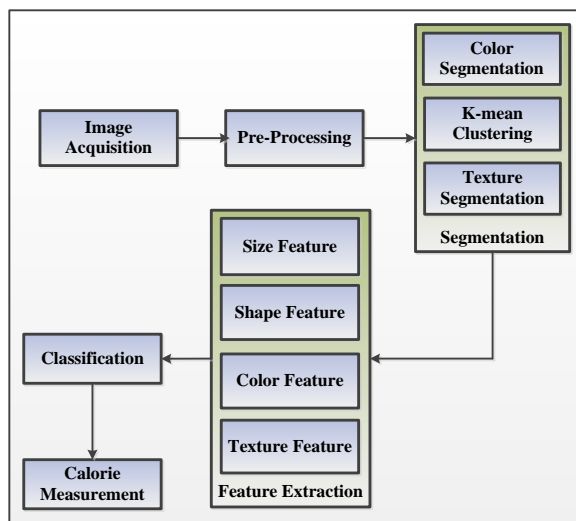 Image
Acquisition
Pre-Processing
Color
Segmentation
K-mean
Clustering
Texture
Segmentation
Segmentation
Size Feature
Shape Feature
Color Feature
Texture Feature
Feature Extraction
Classification
Calorie
Measurement